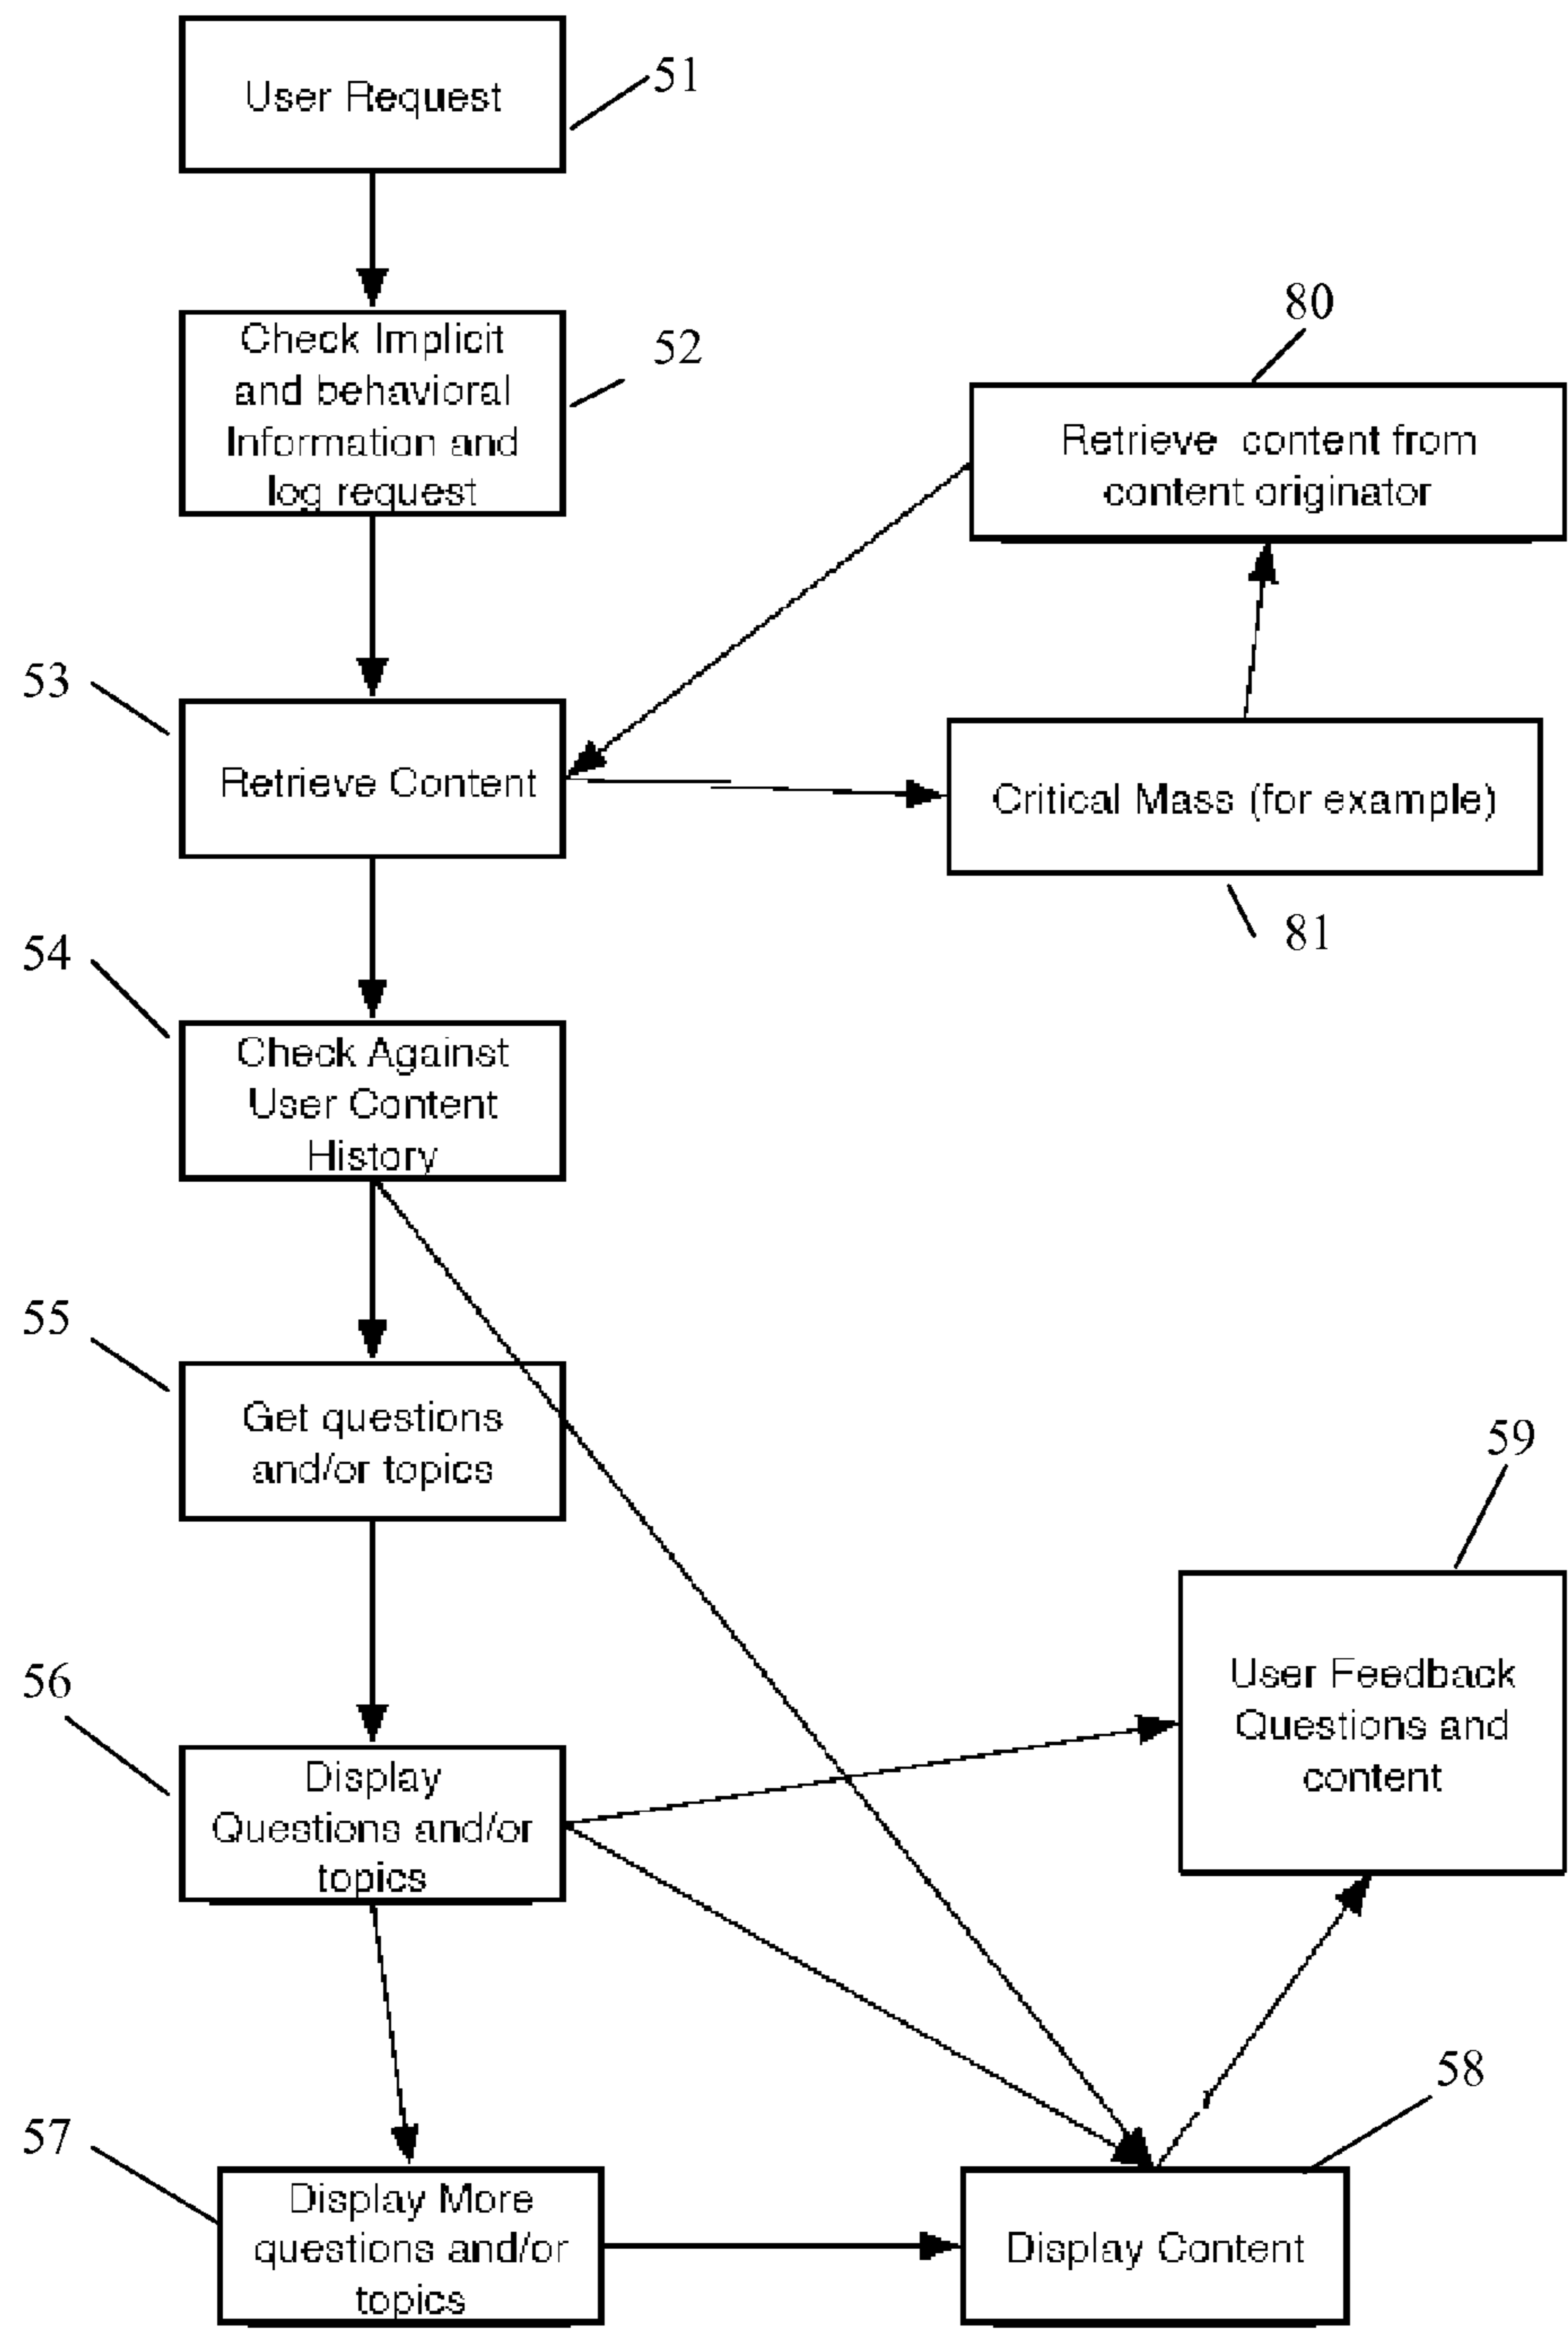 User Request
51
Check Implicit
and behavioral
Information and
log request
52
80
Retrieve content from
content originator
53
Retrieve Content
Critical Mass (for example)
81
54
Check Against
User Content
History
55
Get questions
and/or topics
59
User Feedback
Questions and
content
56
Display
Questions and/or
topics
58
57
Display More
questions and/or
topics
Display Content